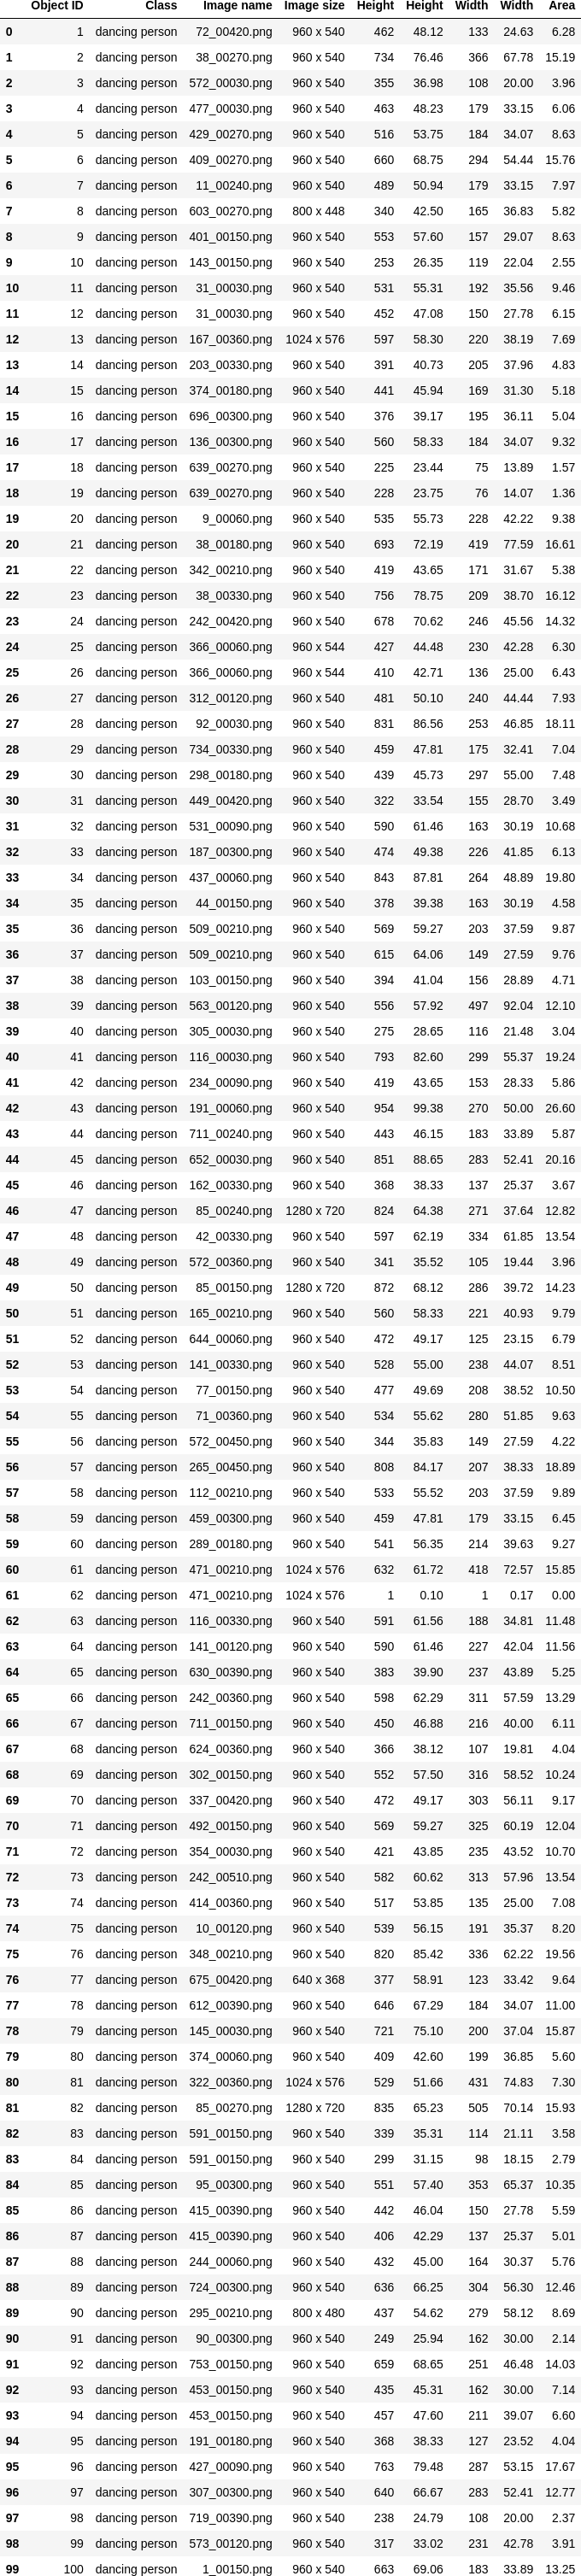 Object ID Class Image name Image size Height Height Width Width Area
0 1 dancing person 72_00420.png 960 x 540 462 48.12 133 24.63 6.28
1 2 dancing person 38_00270.png 960 x 540 734 76.46 366 67.78 15.19
2 3 dancing person 572_00030.png 960 x 540 355 36.98 108 20.00 3.96
3 4 dancing person 477_00030.png 960 x 540 463 48.23 179 33.15 6.06
4 5 dancing person 429_00270.png 960 x 540 516 53.75 184 34.07 8.63
5 6 dancing person 409_00270.png 960 x 540 660 68.75 294 54.44 15.76
6 7 dancing person 11_00240.png 960 x 540 489 50.94 179 33.15 7.97
7 8 dancing person 603_00270.png 800 x 448 340 42.50 165 36.83 5.82
8 9 dancing person 401_00150.png 960 x 540 553 57.60 157 29.07 8.63
9 10 dancing person 143_00150.png 960 x 540 253 26.35 119 22.04 2.55
10 11 dancing person 31_00030.png 960 x 540 531 55.31 192 35.56 9.46
11 12 dancing person 31_00030.png 960 x 540 452 47.08 150 27.78 6.15
12 13 dancing person 167_00360.png 1024 x 576 597 58.30 220 38.19 7.69
13 14 dancing person 203_00330.png 960 x 540 391 40.73 205 37.96 4.83
14 15 dancing person 374_00180.png 960 x 540 441 45.94 169 31.30 5.18
15 16 dancing person 696_00300.png 960 x 540 376 39.17 195 36.11 5.04
16 17 dancing person 136_00300.png 960 x 540 560 58.33 184 34.07 9.32
17 18 dancing person 639_00270.png 960 x 540 225 23.44 75 13.89 1.57
18 19 dancing person 639_00270.png 960 x 540 228 23.75 76 14.07 1.36
19 20 dancing person 9_00060.png 960 x 540 535 55.73 228 42.22 9.38
20 21 dancing person 38_00180.png 960 x 540 693 72.19 419 77.59 16.61
21 22 dancing person 342_00210.png 960 x 540 419 43.65 171 31.67 5.38
22 23 dancing person 38_00330.png 960 x 540 756 78.75 209 38.70 16.12
23 24 dancing person 242_00420.png 960 x 540 678 70.62 246 45.56 14.32
24 25 dancing person 366_00060.png 960 x 544 427 44.48 230 42.28 6.30
25 26 dancing person 366_00060.png 960 x 544 410 42.71 136 25.00 6.43
26 27 dancing person 312_00120.png 960 x 540 481 50.10 240 44.44 7.93
27 28 dancing person 92_00030.png 960 x 540 831 86.56 253 46.85 18.11
28 29 dancing person 734_00330.png 960 x 540 459 47.81 175 32.41 7.04
29 30 dancing person 298_00180.png 960 x 540 439 45.73 297 55.00 7.48
30 31 dancing person 449_00420.png 960 x 540 322 33.54 155 28.70 3.49
31 32 dancing person 531_00090.png 960 x 540 590 61.46 163 30.19 10.68
32 33 dancing person 187_00300.png 960 x 540 474 49.38 226 41.85 6.13
33 34 dancing person 437_00060.png 960 x 540 843 87.81 264 48.89 19.80
34 35 dancing person 44_00150.png 960 x 540 378 39.38 163 30.19 4.58
35 36 dancing person 509_00210.png 960 x 540 569 59.27 203 37.59 9.87
36 37 dancing person 509_00210.png 960 x 540 615 64.06 149 27.59 9.76
37 38 dancing person 103_00150.png 960 x 540 394 41.04 156 28.89 4.71
38 39 dancing person 563_00120.png 960 x 540 556 57.92 497 92.04 12.10
39 40 dancing person 305_00030.png 960 x 540 275 28.65 116 21.48 3.04
40 41 dancing person 116_00030.png 960 x 540 793 82.60 299 55.37 19.24
41 42 dancing person 234_00090.png 960 x 540 419 43.65 153 28.33 5.86
42 43 dancing person 191_00060.png 960 x 540 954 99.38 270 50.00 26.60
43 44 dancing person 711_00240.png 960 x 540 443 46.15 183 33.89 5.87
44 45 dancing person 652_00030.png 960 x 540 851 88.65 283 52.41 20.16
45 46 dancing person 162_00330.png 960 x 540 368 38.33 137 25.37 3.67
46 47 dancing person 85_00240.png 1280 x 720 824 64.38 271 37.64 12.82
47 48 dancing person 42_00330.png 960 x 540 597 62.19 334 61.85 13.54
48 49 dancing person 572_00360.png 960 x 540 341 35.52 105 19.44 3.96
49 50 dancing person 85_00150.png 1280 x 720 872 68.12 286 39.72 14.23
50 51 dancing person 165_00210.png 960 x 540 560 58.33 221 40.93 9.79
51 52 dancing person 644_00060.png 960 x 540 472 49.17 125 23.15 6.79
52 53 dancing person 141_00330.png 960 x 540 528 55.00 238 44.07 8.51
53 54 dancing person 77_00150.png 960 x 540 477 49.69 208 38.52 10.50
54 55 dancing person 71_00360.png 960 x 540 534 55.62 280 51.85 9.63
55 56 dancing person 572_00450.png 960 x 540 344 35.83 149 27.59 4.22
56 57 dancing person 265_00450.png 960 x 540 808 84.17 207 38.33 18.89
57 58 dancing person 112_00210.png 960 x 540 533 55.52 203 37.59 9.89
58 59 dancing person 459_00300.png 960 x 540 459 47.81 179 33.15 6.45
59 60 dancing person 289_00180.png 960 x 540 541 56.35 214 39.63 9.27
60 61 dancing person 471_00210.png 1024 x 576 632 61.72 418 72.57 15.85
61 62 dancing person 471_00210.png 1024 x 576 1 0.10 1 0.17 0.00
62 63 dancing person 116_00330.png 960 x 540 591 61.56 188 34.81 11.48
63 64 dancing person 141_00120.png 960 x 540 590 61.46 227 42.04 11.56
64 65 dancing person 630_00390.png 960 x 540 383 39.90 237 43.89 5.25
65 66 dancing person 242_00360.png 960 x 540 598 62.29 311 57.59 13.29
66 67 dancing person 711_00150.png 960 x 540 450 46.88 216 40.00 6.11
67 68 dancing person 624_00360.png 960 x 540 366 38.12 107 19.81 4.04
68 69 dancing person 302_00150.png 960 x 540 552 57.50 316 58.52 10.24
69 70 dancing person 337_00420.png 960 x 540 472 49.17 303 56.11 9.17
70 71 dancing person 492_00150.png 960 x 540 569 59.27 325 60.19 12.04
71 72 dancing person 354_00030.png 960 x 540 421 43.85 235 43.52 10.70
72 73 dancing person 242_00510.png 960 x 540 582 60.62 313 57.96 13.54
73 74 dancing person 414_00360.png 960 x 540 517 53.85 135 25.00 7.08
74 75 dancing person 10_00120.png 960 x 540 539 56.15 191 35.37 8.20
75 76 dancing person 348_00210.png 960 x 540 820 85.42 336 62.22 19.56
76 77 dancing person 675_00420.png 640 x 368 377 58.91 123 33.42 9.64
77 78 dancing person 612_00390.png 960 x 540 646 67.29 184 34.07 11.00
78 79 dancing person 145_00030.png 960 x 540 721 75.10 200 37.04 15.87
79 80 dancing person 374_00060.png 960 x 540 409 42.60 199 36.85 5.60
80 81 dancing person 322_00360.png 1024 x 576 529 51.66 431 74.83 7.30
81 82 dancing person 85_00270.png 1280 x 720 835 65.23 505 70.14 15.93
82 83 dancing person 591_00150.png 960 x 540 339 35.31 114 21.11 3.58
83 84 dancing person 591_00150.png 960 x 540 299 31.15 98 18.15 2.79
84 85 dancing person 95_00300.png 960 x 540 551 57.40 353 65.37 10.35
85 86 dancing person 415_00390.png 960 x 540 442 46.04 150 27.78 5.59
86 87 dancing person 415_00390.png 960 x 540 406 42.29 137 25.37 5.01
87 88 dancing person 244_00060.png 960 x 540 432 45.00 164 30.37 5.76
88 89 dancing person 724_00300.png 960 x 540 636 66.25 304 56.30 12.46
89 90 dancing person 295_00210.png 800 x 480 437 54.62 279 58.12 8.69
90 91 dancing person 90_00300.png 960 x 540 249 25.94 162 30.00 2.14
91 92 dancing person 753_00150.png 960 x 540 659 68.65 251 46.48 14.03
92 93 dancing person 453_00150.png 960 x 540 435 45.31 162 30.00 7.14
93 94 dancing person 453_00150.png 960 x 540 457 47.60 211 39.07 6.60
94 95 dancing person 191_00180.png 960 x 540 368 38.33 127 23.52 4.04
95 96 dancing person 427_00090.png 960 x 540 763 79.48 287 53.15 17.67
96 97 dancing person 307_00300.png 960 x 540 640 66.67 283 52.41 12.77
97 98 dancing person 719_00390.png 960 x 540 238 24.79 108 20.00 2.37
98 99 dancing person 573_00120.png 960 x 540 317 33.02 231 42.78 3.91
99 100 dancing person 1_00150.png 960 x 540 663 69.06 183 33.89 13.25